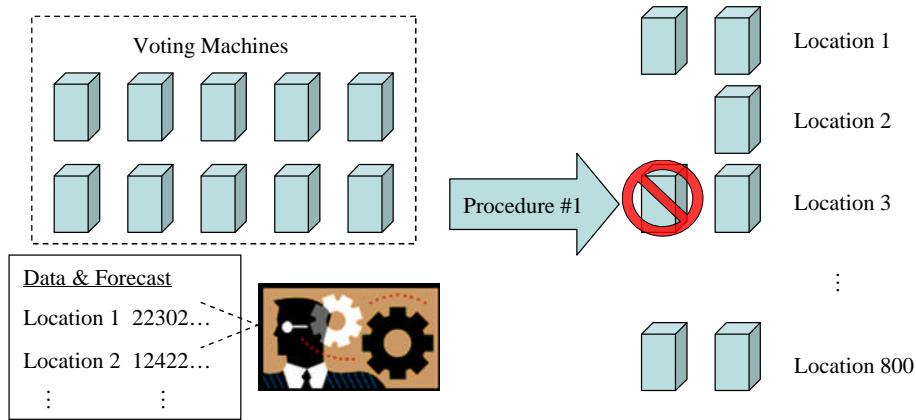 Voting Machines
Data & Forecast
Location 1 22302…
Location 2 12422…
⋮ ⋮
Procedure #1
Location 1
Location 2
Location 3
⋮
Location 800